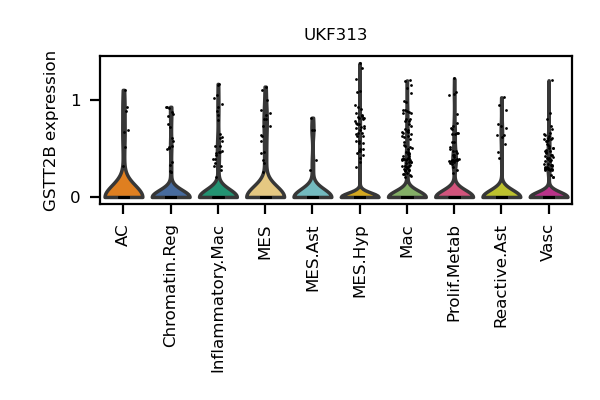 UKF313
GSTT2B expression
1
0
AC
Chromatin.Reg
Inflammatory.Mac
MES
MES.Ast
MES.Hyp
Mac
Prolif.Metab
Reactive.Ast
Vasc